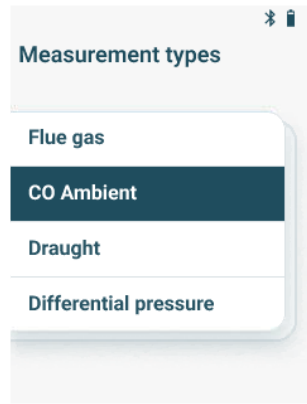 Measurement types
Flue gas
CO Ambient
Draught
Differential pressure